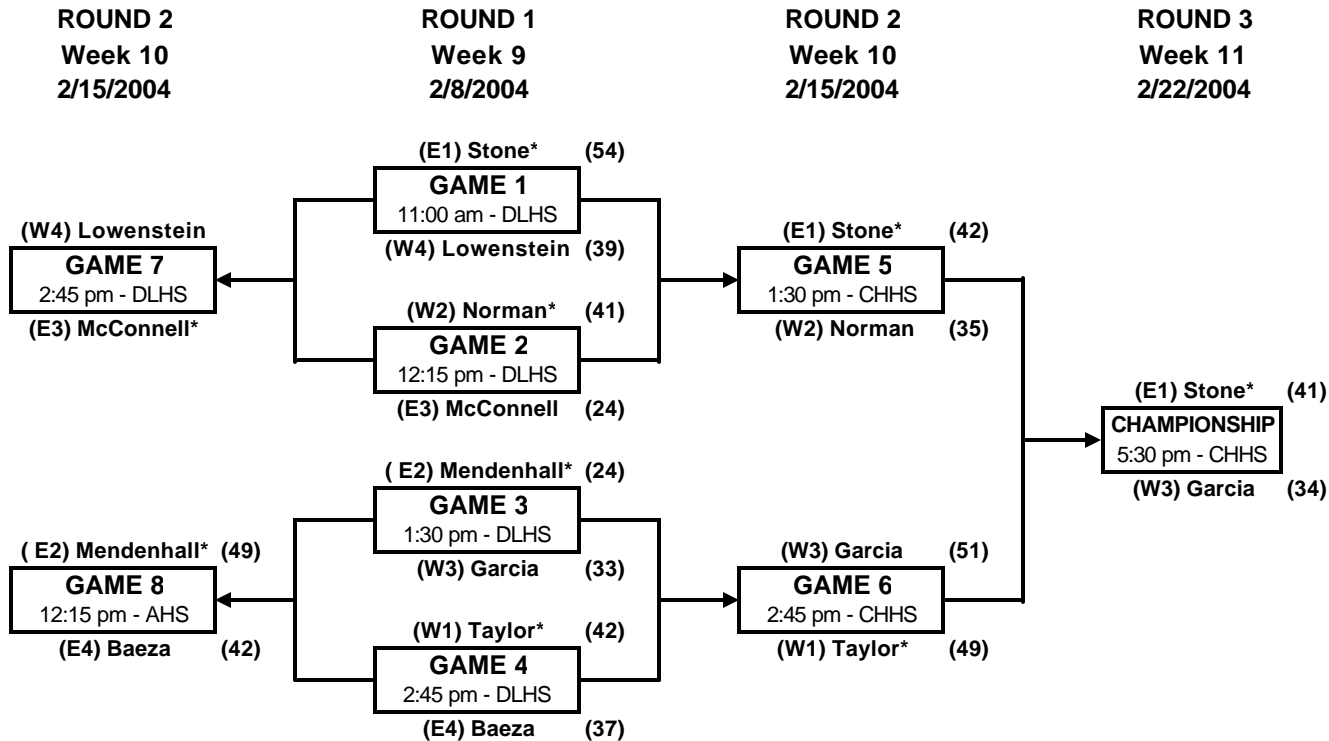 ROUND 2 ROUND 1 ROUND 2 ROUND 3
Week 10 Week 9 Week 10 Week 11
2/15/2004 2/8/2004 2/15/2004 2/22/2004
(E1) Stone* (54)
GAME 1
11:00 am - DLHS
(W4) Lowenstein (39)
(W4) Lowenstein
GAME 7
2:45 pm - DLHS
(E3) McConnell*
(W2) Norman* (41)
GAME 2
12:15 pm - DLHS
(E3) McConnell (24)
(E1) Stone* (42)
GAME 5
1:30 pm - CHHS
(W2) Norman (35)
(E1) Stone* (41)
CHAMPIONSHIP
5:30 pm - CHHS
(W3) Garcia (34)
( E2) Mendenhall* (24)
GAME 3
1:30 pm - DLHS
(W3) Garcia (33)
( E2) Mendenhall* (49)
GAME 8
12:15 pm - AHS
(E4) Baeza (42)
(W1) Taylor* (42)
GAME 4
2:45 pm - DLHS
(E4) Baeza (37)
(W3) Garcia (51)
GAME 6
2:45 pm - CHHS
(W1) Taylor* (49)